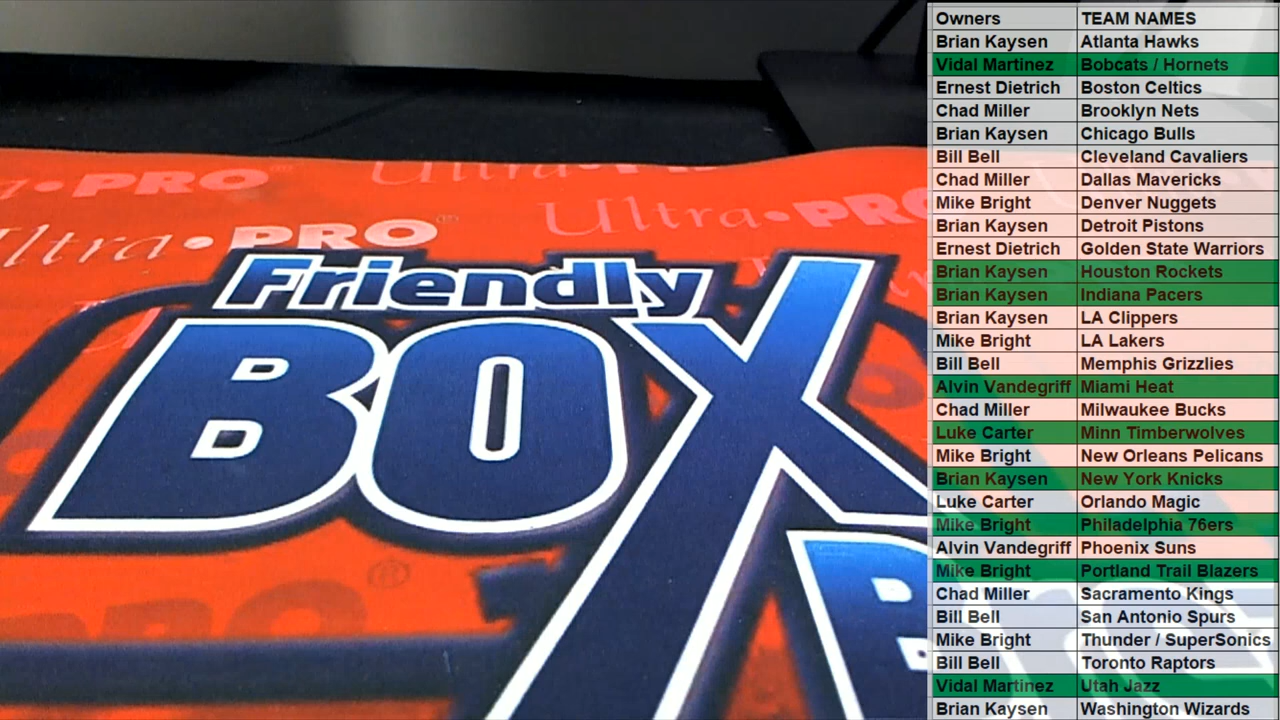 Ultra•PRO
Ultra•PRO
Ultra•PRO
Friendly
BOX
B
PRO
Owners TEAM NAMES
Brian Kaysen Atlanta Hawks
Vidal Martinez Bobcats / Hornets
Ernest Dietrich Boston Celtics
Chad Miller Brooklyn Nets
Brian Kaysen Chicago Bulls
Bill Bell Cleveland Cavaliers
Chad Miller Dallas Mavericks
Mike Bright Denver Nuggets
Brian Kaysen Detroit Pistons
Ernest Dietrich Golden State Warriors
Brian Kaysen Houston Rockets
Brian Kaysen Indiana Pacers
Brian Kaysen LA Clippers
Mike Bright LA Lakers
Bill Bell Memphis Grizzlies
Alvin Vandegriff Miami Heat
Chad Miller Milwaukee Bucks
Luke Carter Minn Timberwolves
Mike Bright New Orleans Pelicans
Brian Kaysen New York Knicks
Luke Carter Orlando Magic
Mike Bright Philadelphia 76ers
Alvin Vandegriff Phoenix Suns
Mike Bright Portland Trail Blazers
Chad Miller Sacramento Kings
Bill Bell San Antonio Spurs
Mike Bright Thunder / SuperSonics
Bill Bell Toronto Raptors
Vidal Martinez Utah Jazz
Brian Kaysen Washington Wizards